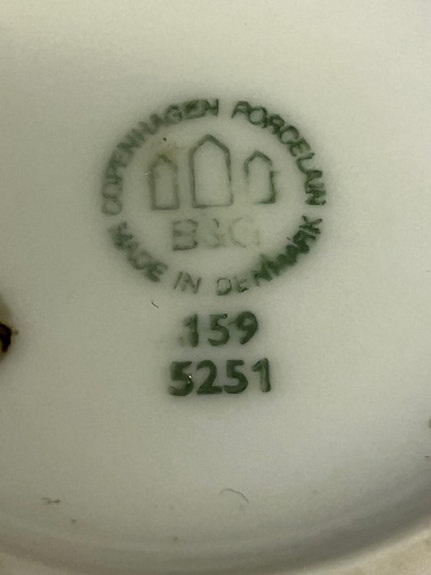 COPENHAGEN PORCELAIN
B&G
MADE IN DENMARK
159
5251